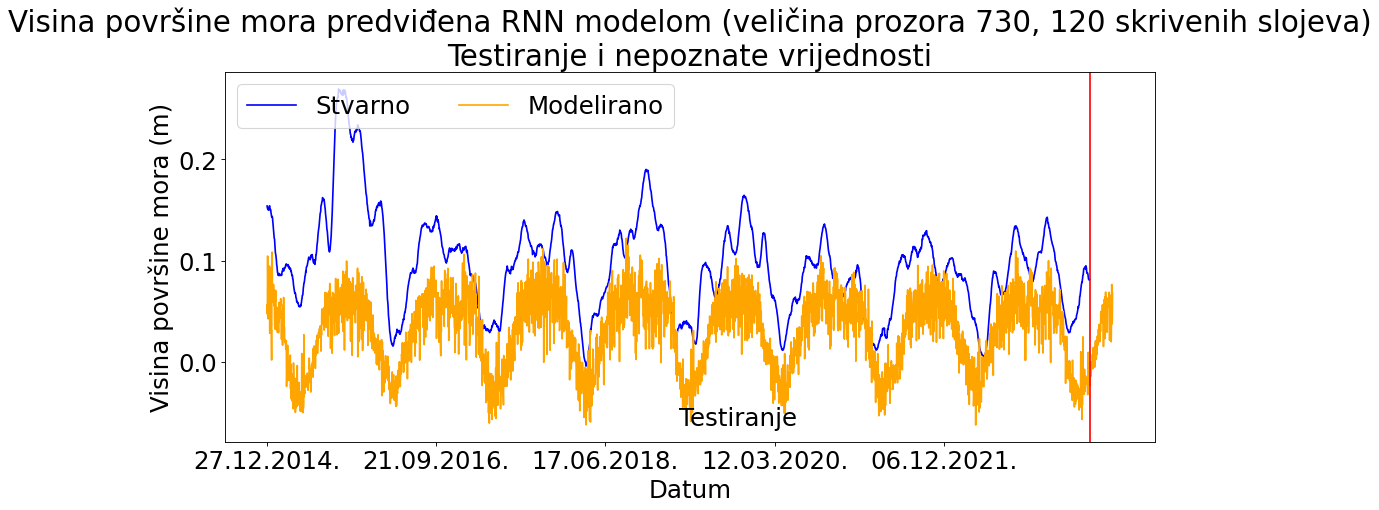 Visina površine mora predviđena RNN modelom (veličina prozora 730, 120 skrivenih slojeva)
Testiranje i nepoznate vrijednosti
Stvarno
Modelirano
Visina površine mora (m)
0.2
0.1
0.0
Testiranje
27.12.2014.
21.09.2016.
17.06.2018.
12.03.2020.
06.12.2021.
Datum